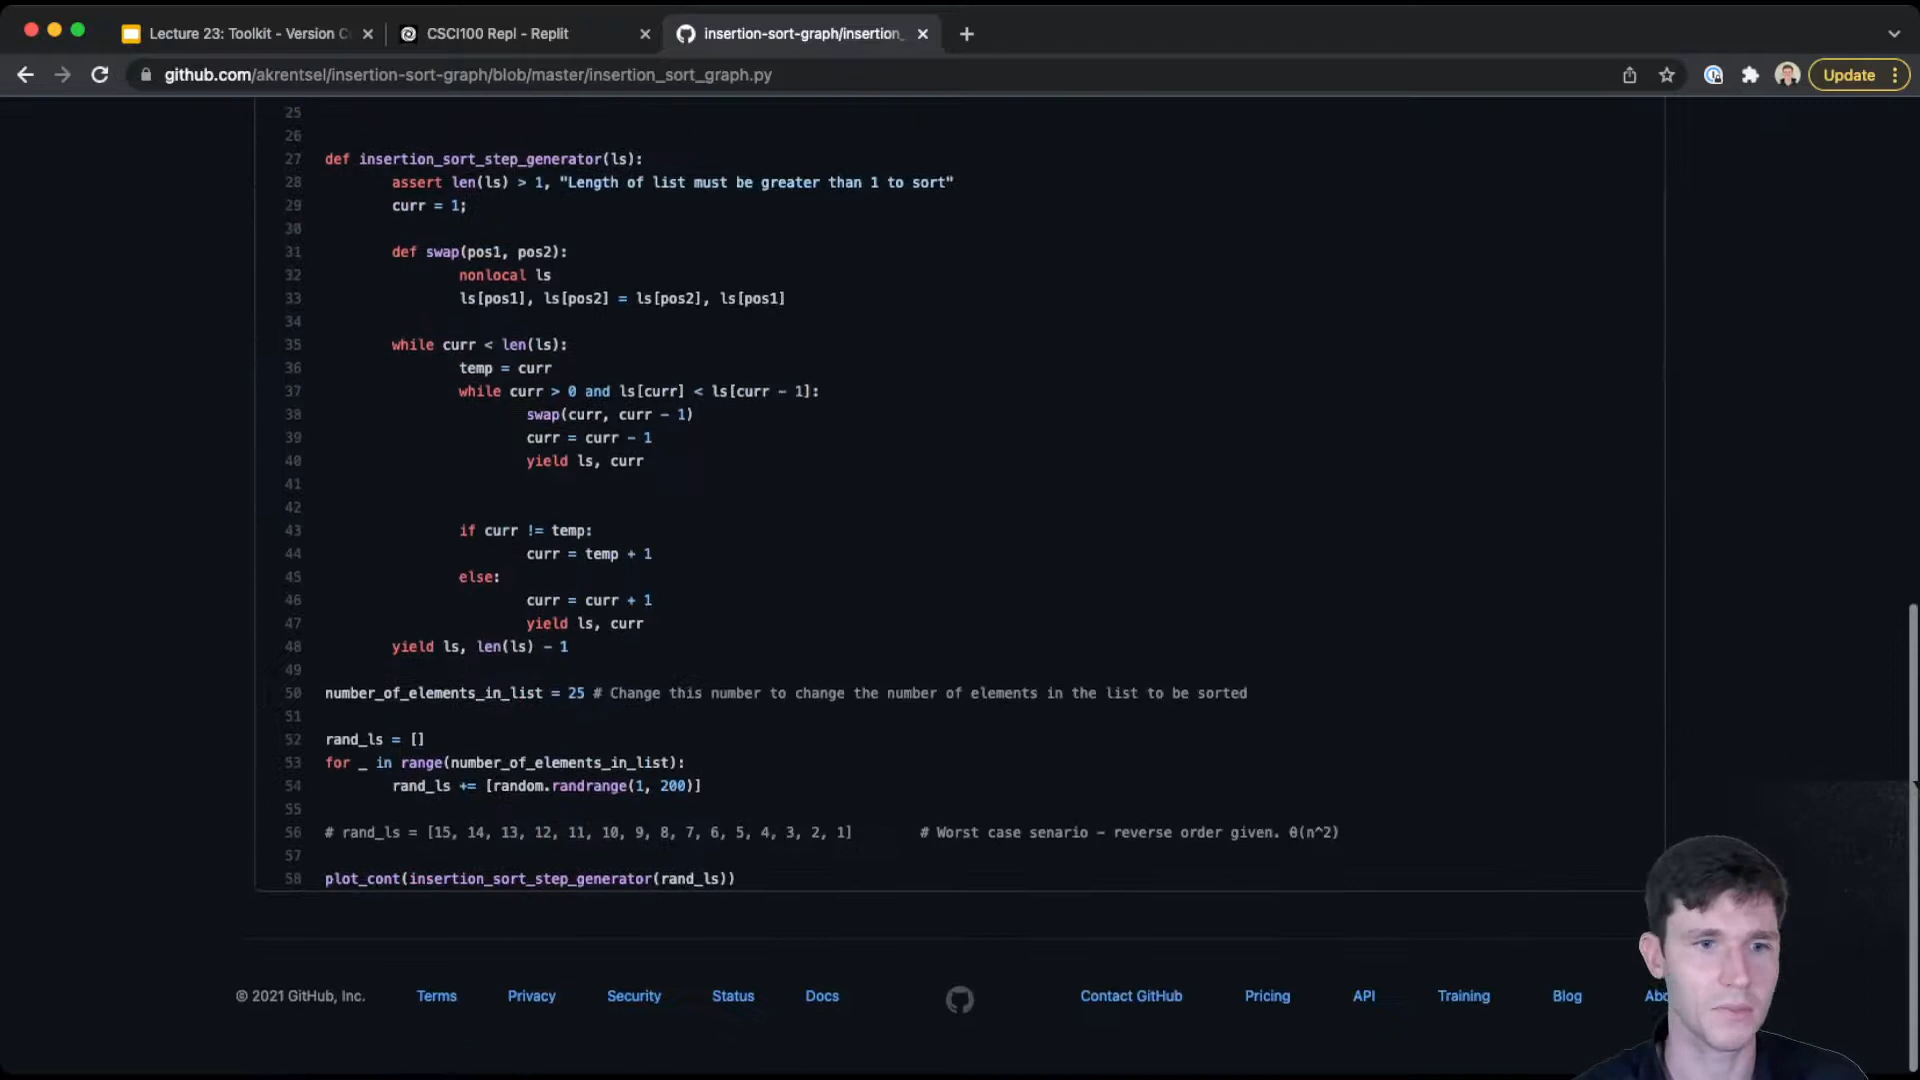 Lecture 23: Toolkit - Version C
CSCI100 Repl - Replit
insertion-sort-graph/insertion_
github.com/akrentsel/insertion-sort-graph/blob/master/insertion_sort_graph.py
Update
25
26
27 def insertion_sort_step_generator(ls):
28 assert len(ls) > 1, "Length of list must be greater than 1 to sort"
29 curr = 1;
30
31 def swap(pos1, pos2):
32 nonlocal ls
33 ls[pos1], ls[pos2] = ls[pos2], ls[pos1]
34
35 while curr < len(ls):
36 temp = curr
37 while curr > 0 and ls[curr] < ls[curr - 1]:
38 swap(curr, curr - 1)
39 curr = curr - 1
40 yield ls, curr
41
42
43 if curr != temp:
44 curr = temp + 1
45 else:
46 curr = curr + 1
47 yield ls, curr
48 yield ls, len(ls) - 1
49
50 number_of_elements_in_list = 25 # Change this number to change the number of elements in the list to be sorted
51
52 rand_ls = []
53 for _ in range(number_of_elements_in_list):
54 rand_ls += [random.randrange(1, 200)]
55
56 # rand_ls = [15, 14, 13, 12, 11, 10, 9, 8, 7, 6, 5, 4, 3, 2, 1] # Worst case senario - reverse order given. θ(n^2)
57
58 plot_cont(insertion_sort_step_generator(rand_ls))
© 2021 GitHub, Inc. Terms Privacy Security Status Docs Contact GitHub Pricing API Training Blog Abo